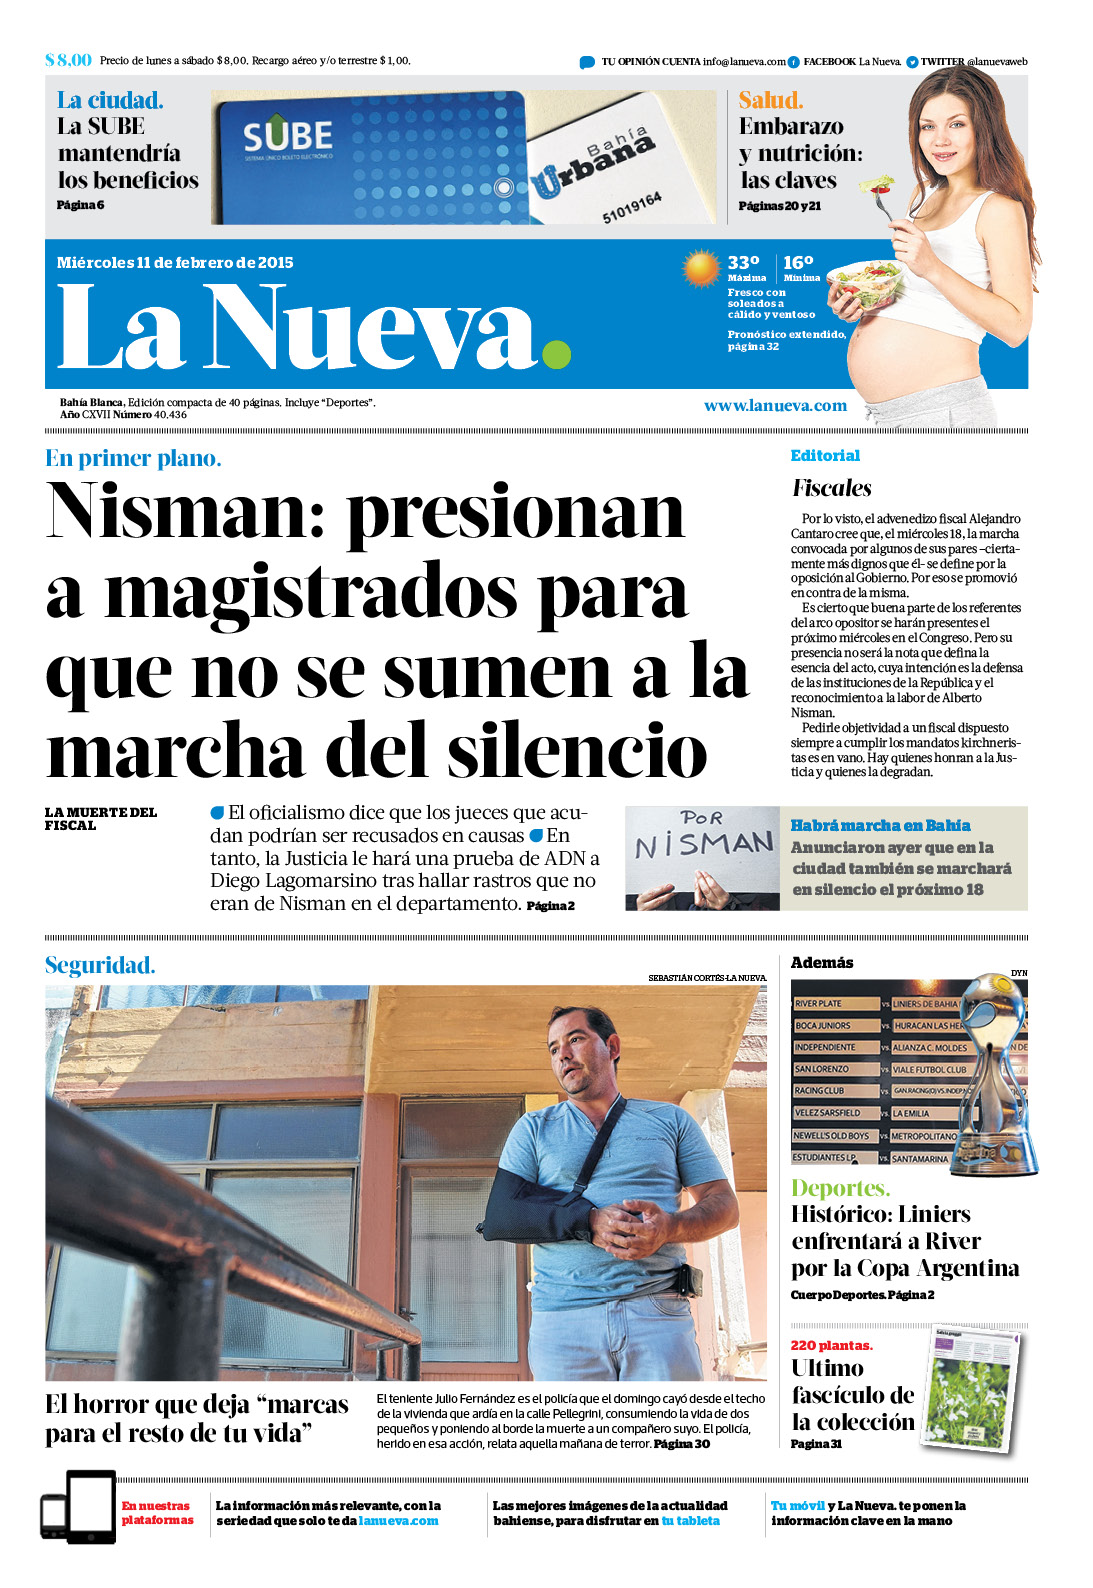 $ 8,00 Precio de lunes a sábado $ 8,00. Recargo aéreo y/o terrestre $ 1,00.
TU OPINIÓN CUENTA info@lanueva.com FACEBOOK La Nueva. TWITTER @lanuevaweb
La ciudad.
La SUBE
mantendría
los beneficios
Página 6
SUBE
SISTEMA ÚNICO BOLETO ELECTRÓNICO
Bahía
Urbana
51019164
Salud.
Embarazo
y nutrición:
las claves
Páginas 20 y 21
Miércoles 11 de febrero de 2015
La Nueva.
33º
Máxima
16º
Mínima
Fresco con
soleados a
cálido y ventoso
Pronóstico extendido,
página 32
Bahía Blanca, Edición compacta de 40 páginas. Incluye “Deportes”.
Año CXVII Número 40.436
www.lanueva.com
En primer plano.
Nisman: presionan
a magistrados para
que no se sumen a la
marcha del silencio
LA MUERTE DEL
FISCAL
El oficialismo dice que los jueces que acu-
dan podrían ser recusados en causas En
tanto, la Justicia le hará una prueba de ADN a
Diego Lagomarsino tras hallar rastros que no
eran de Nisman en el departamento. Página 2
Editorial
Fiscales
Por lo visto, el advenedizo fiscal Alejandro
Cantaro cree que, el miércoles 18, la marcha
convocada por algunos de sus pares –cierta-
mente más dignos que él– se define por la
oposición al Gobierno. Por eso se promovió
en contra de la misma.
Es cierto que buena parte de los referentes
del arco opositor se harán presentes el
próximo miércoles en el Congreso. Pero su
presencia no será la nota que defina la
esencia del acto, cuya intención es la defensa
de las instituciones de la República y el
reconocimiento a la labor de Alberto
Nisman.
Pedirle objetividad a un fiscal dispuesto
siempre a cumplir los mandatos kirchneris-
tas es en vano. Hay quienes honran a la Jus-
ticia y quienes la degradan.
POR
NISMAN
Habrá marcha en Bahía
Anunciaron ayer que en la
ciudad también se marchará
en silencio el próximo 18
Seguridad.
SEBASTIÁN CORTÉS-LA NUEVA.
El horror que deja “marcas
para el resto de tu vida”
El teniente Julio Fernández es el policía que el domingo cayó desde el techo
de la vivienda que ardía en la calle Pellegrini, consumiendo la vida de dos
pequeños y poniendo al borde la muerte a un compañero suyo. El policía,
herido en esa acción, relata aquella mañana de terror. Página 30
Además
DYN
RIVER PLATE vs. LINIERS DE BAHIA
BOCA JUNIORS vs. HURACAN LAS HE
INDEPENDIENTE vs. ALIANZA C. MOLDES
SAN LORENZO vs. VIALE FUTBOL CLUB
RACING CLUB vs. GAN.RACING(O)VS.INDEP.
VELEZ SARSFIELD vs. LA EMILIA
NEWELL'S OLD BOYS vs. METROPOLITANO
ESTUDIANTES LP vs. SANTAMARINA
Deportes.
Histórico: Liniers
enfrentará a River
por la Copa Argentina
Cuerpo Deportes. Página 2
220 plantas.
Ultimo
fascículo de
la colección
Pagina 31
En nuestras
plataformas
La información más relevante, con la
seriedad que solo te da lanueva.com
Las mejores imágenes de la actualidad
bahiense, para disfrutar en tu tableta
Tu móvil y La Nueva. te ponen la
información clave en la mano